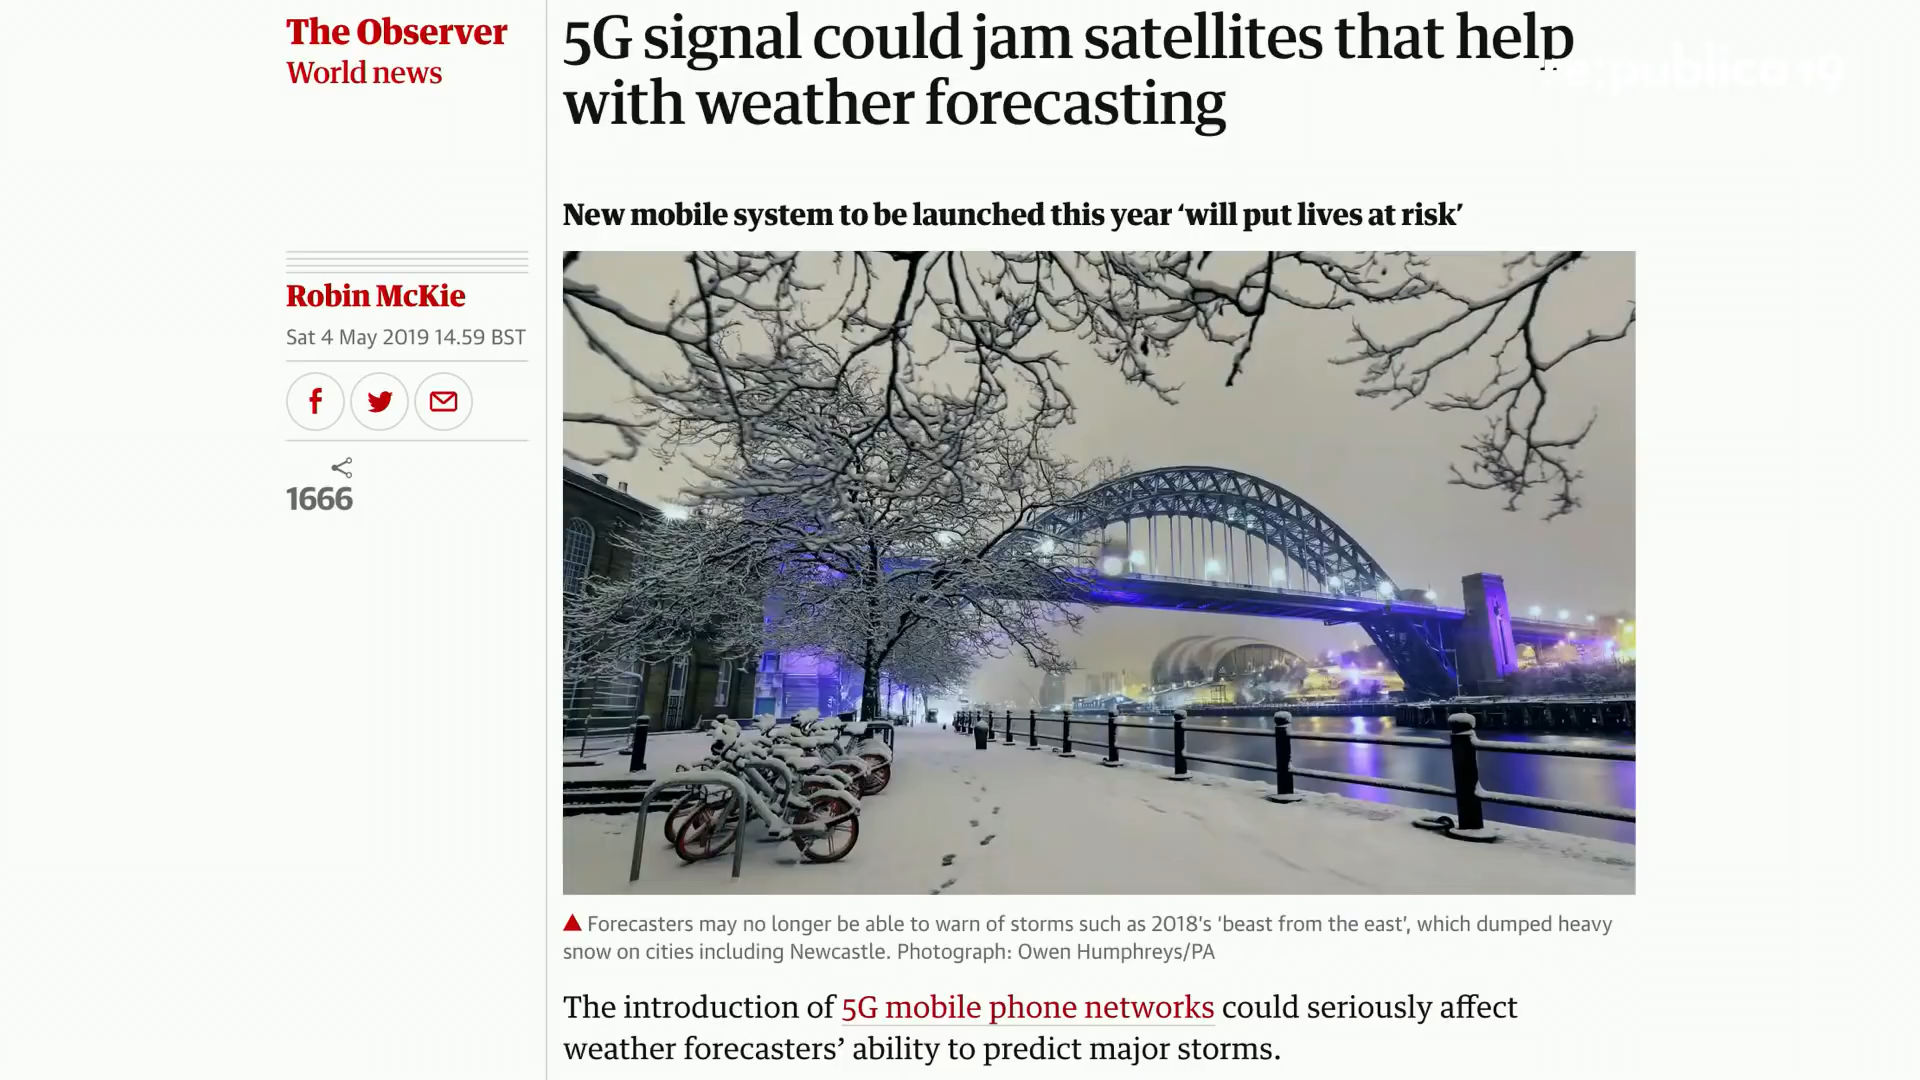 The Observer
World news
5G signal could jam satellites that help
with weather forecasting
re:publica 19
New mobile system to be launched this year ‘will put lives at risk’
Robin McKie
Sat 4 May 2019 14.59 BST
1666
Forecasters may no longer be able to warn of storms such as 2018’s ‘beast from the east’, which dumped heavy
snow on cities including Newcastle. Photograph: Owen Humphreys/PA
The introduction of 5G mobile phone networks could seriously affect
weather forecasters’ ability to predict major storms.